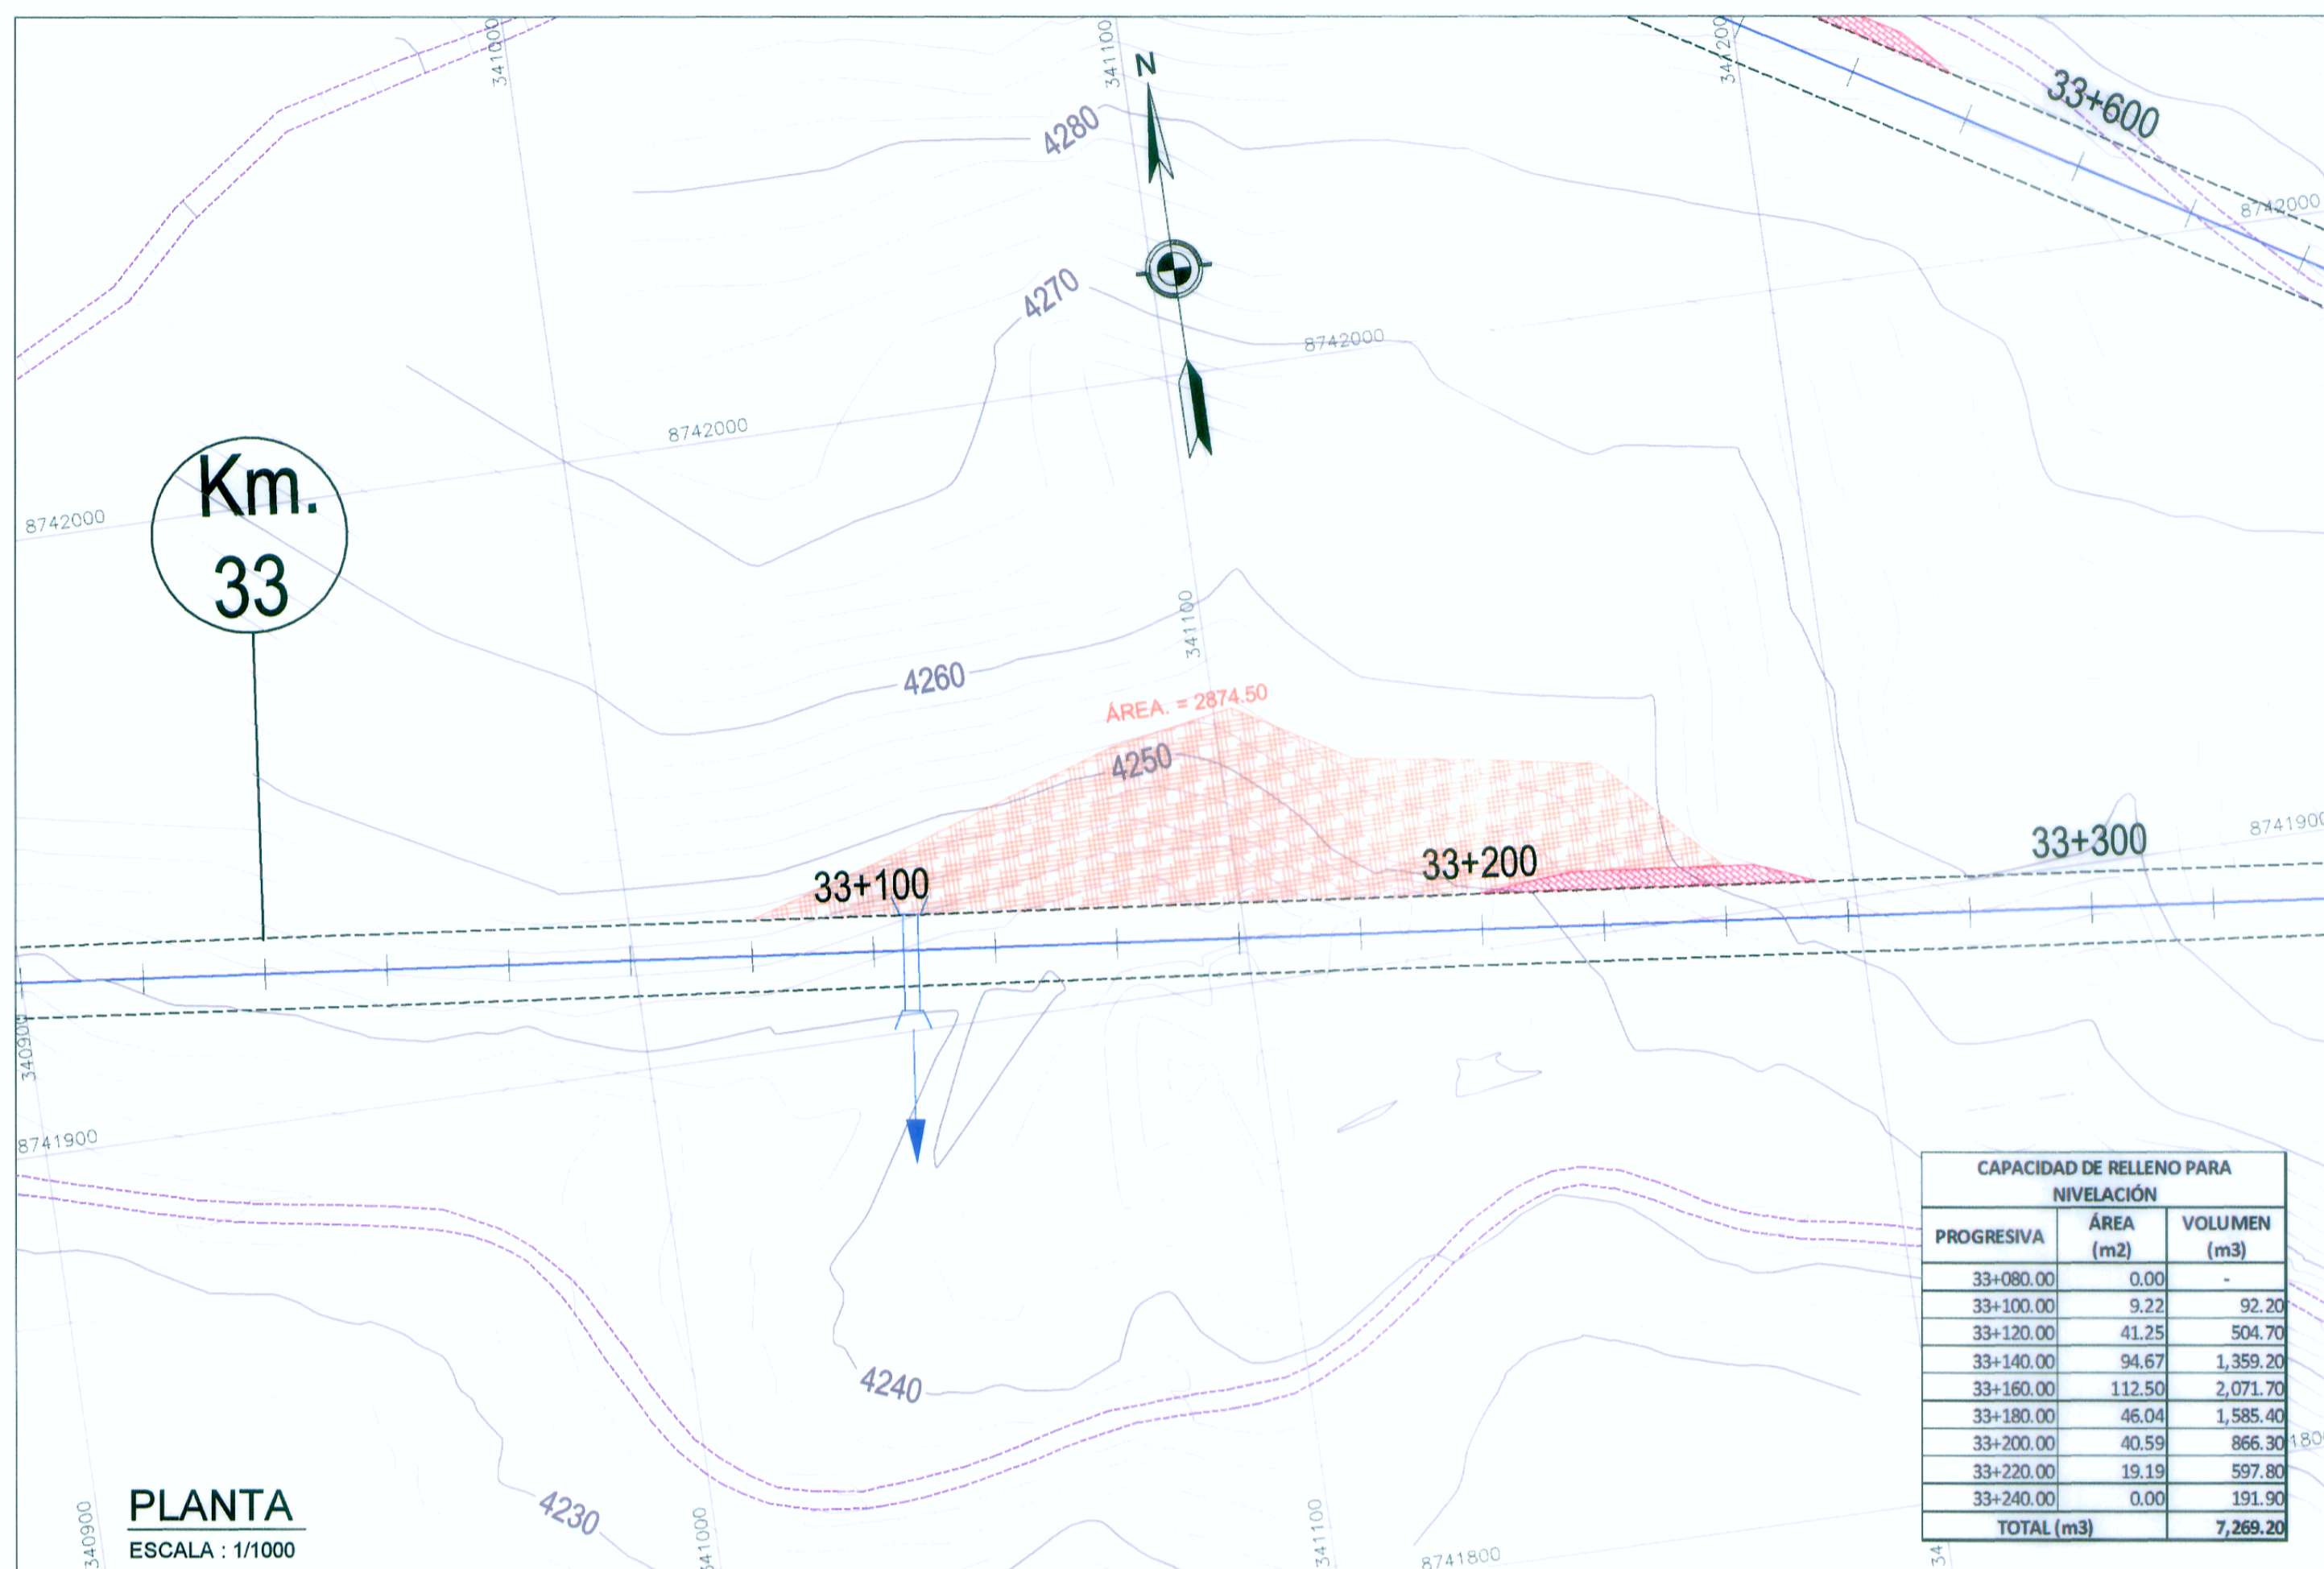 341000
341100
341200
N
33+600
4280
8742000
4270
8742000
8742000
8742000
Km.
33
341100
4260
ÁREA. = 2874.50
4250
33+100
33+200
33+300
8741900
340900
8741900
CAPACIDAD DE RELLENO PARA
NIVELACIÓN
PROGRESIVA ÁREA (m2) VOLUMEN (m3)
33+080.00 0.00 -
33+100.00 9.22 92.20
33+120.00 41.25 504.70
33+140.00 94.67 1,359.20
33+160.00 112.50 2,071.70
33+180.00 46.04 1,585.40
33+200.00 40.59 866.30
33+220.00 19.19 597.80
33+240.00 0.00 191.90
TOTAL (m3) 7,269.20
4240
4230
PLANTA
ESCALA : 1/1000
340900
341000
341100
8741800